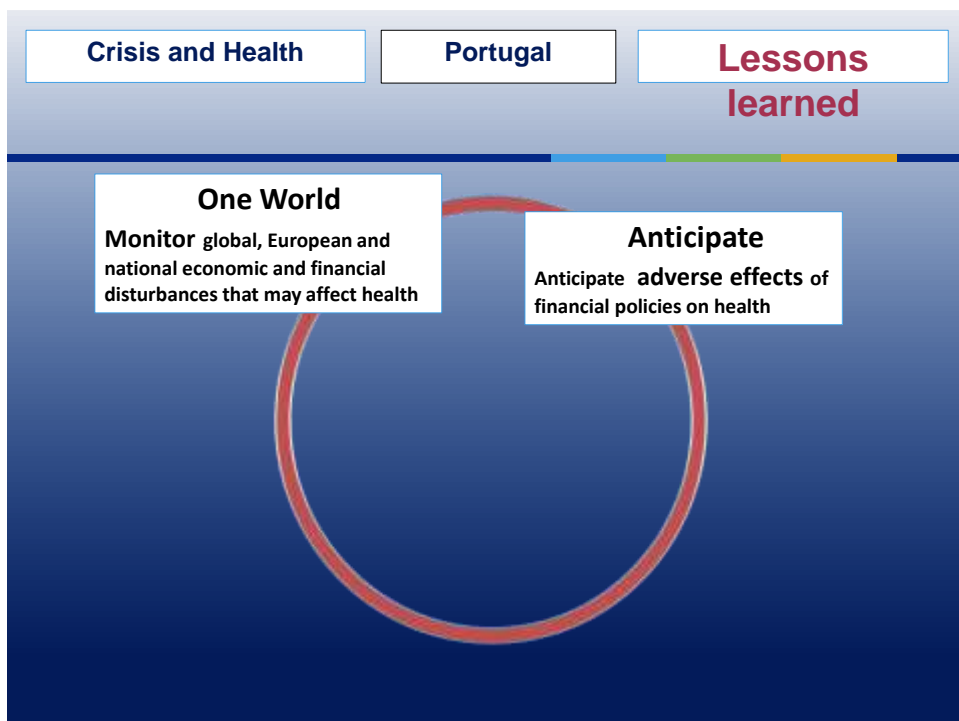 Crisis and Health
Portugal
Lessons
learned
One World
Monitor global, European and
national economic and financial
disturbances that may affect health
Anticipate
Anticipate adverse effects of
financial policies on health